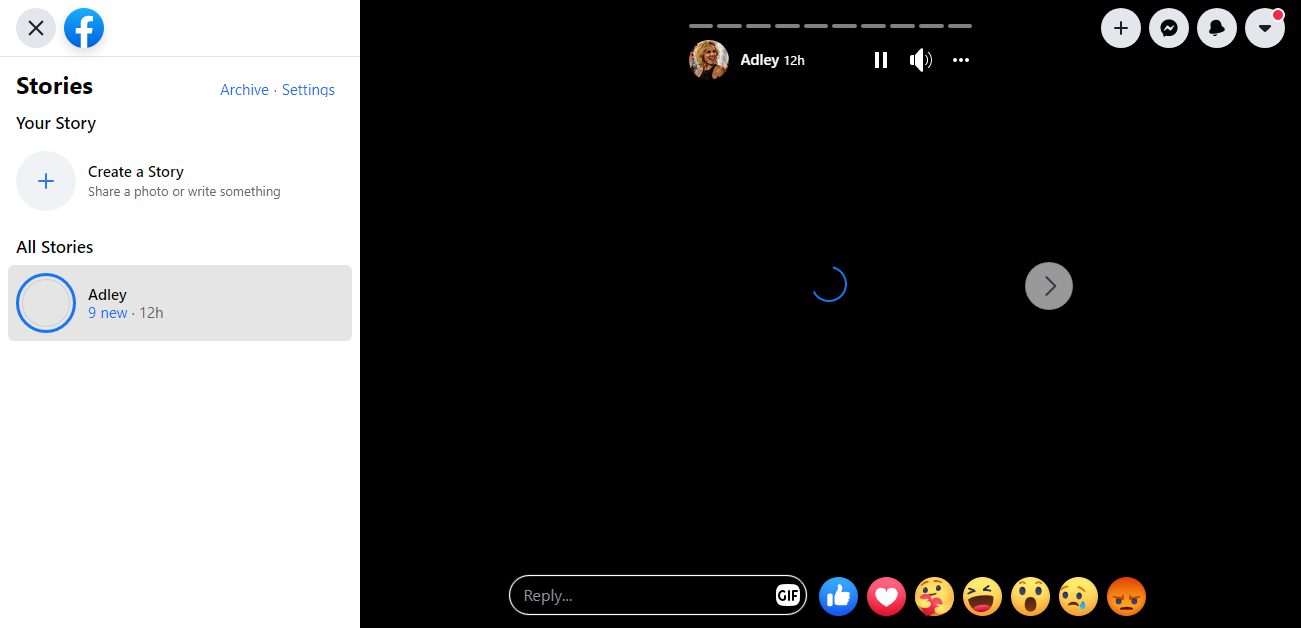 Stories
Archive · Settings
Your Story
Create a Story
Share a photo or write something
All Stories
Adley
9 new · 12h
Adley 12h
Reply...
GIF